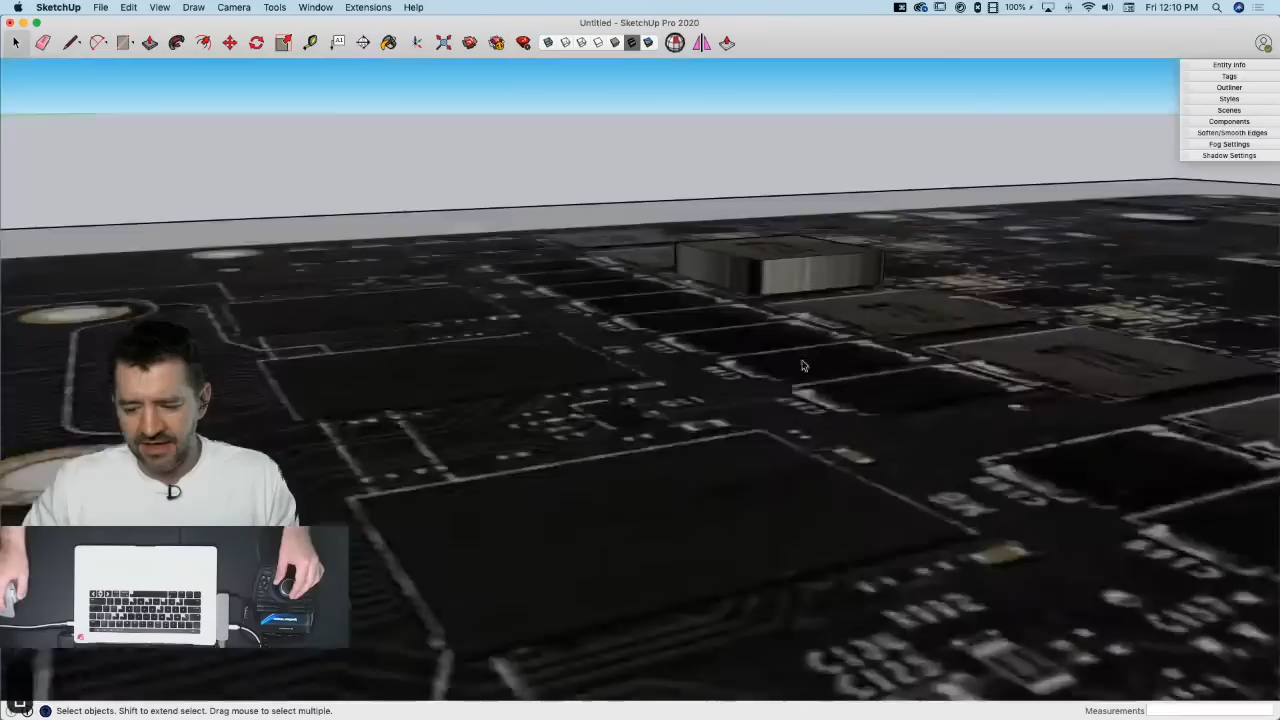 SketchUp File Edit View Draw Camera Tools Window Extensions Help
100% Fri 12:10 PM
Untitled - SketchUp Pro 2020
A1
Entity Info
Tags
Outliner
Styles
Scenes
Components
Soften/Smooth Edges
Fog Settings
Shadow Settings
Select objects. Shift to extend select. Drag mouse to select multiple.
Measurements